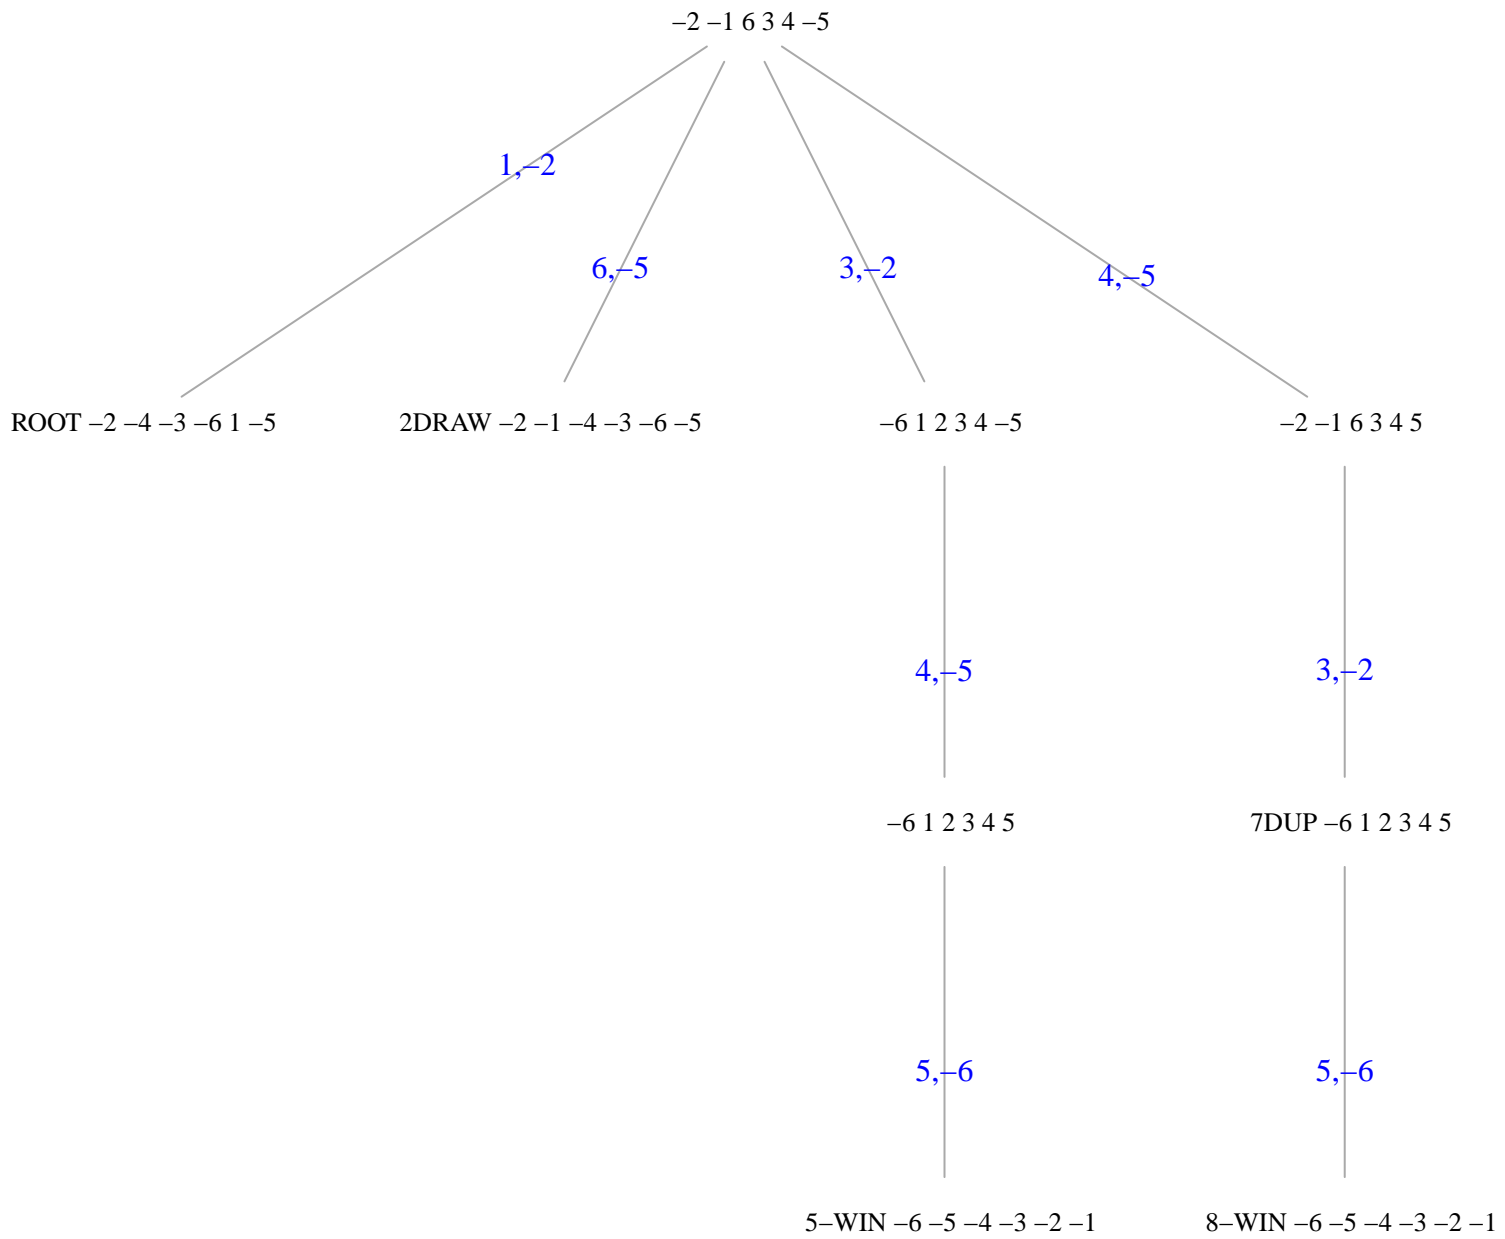 –2 –1 6 3 4 –5
1,–2
6,–5
3,–2
4,–5
ROOT –2 –4 –3 –6 1 –5
2DRAW –2 –1 –4 –3 –6 –5
–6 1 2 3 4 –5
–2 –1 6 3 4 5
4,–5
3,–2
–6 1 2 3 4 5
7DUP –6 1 2 3 4 5
5,–6
5,–6
5–WIN –6 –5 –4 –3 –2 –1
8–WIN –6 –5 –4 –3 –2 –1